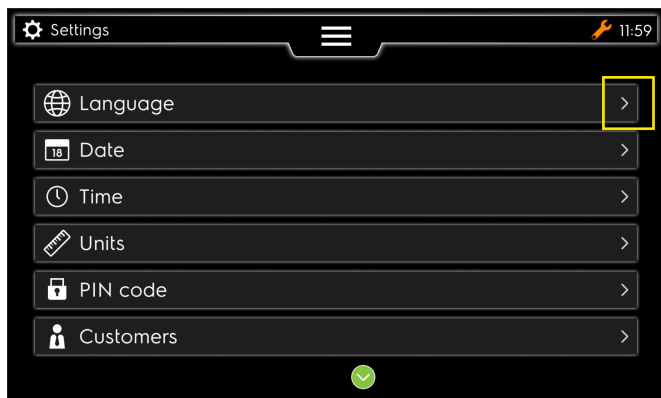 Settings
11:59
Language
18 Date
Time
Units
PIN code
Customers